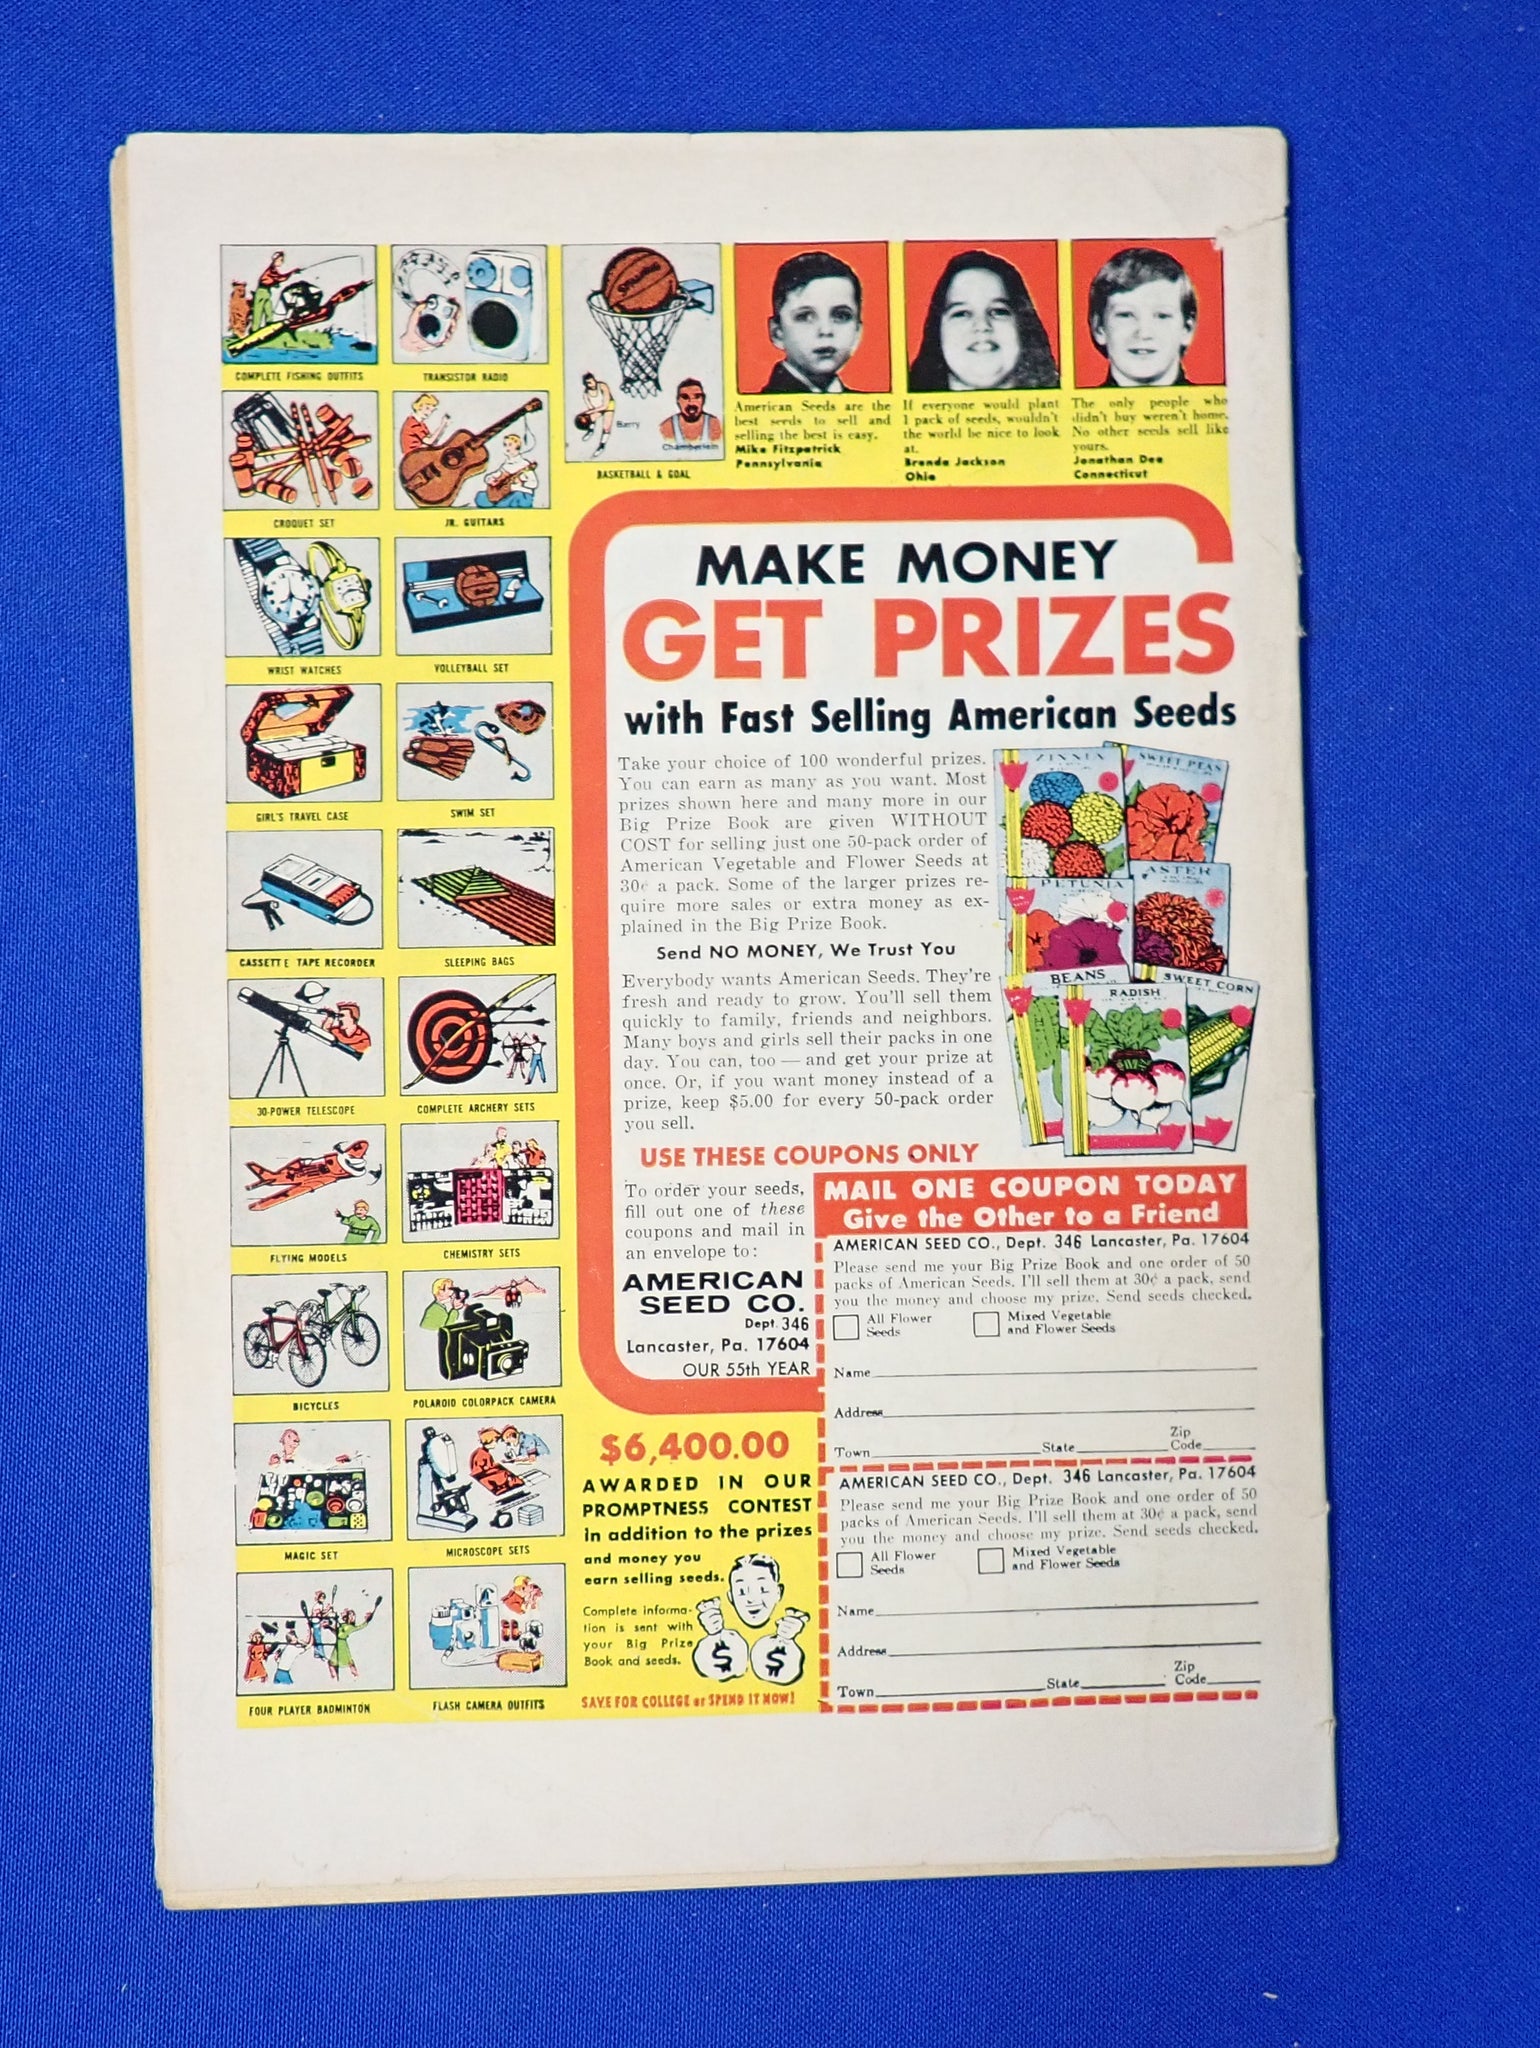 COMPLETE FISHING OUTFITS
TRANSISTOR RADIO
SPALDING
Barry
Chamberlain
BASKETBALL & GOAL
CROQUET SET
JR. GUITARS
WRIST WATCHES
VOLLEYBALL SET
GIRL'S TRAVEL CASE
SWIM SET
CASSETTE TAPE RECORDER
SLEEPING BAGS
30-POWER TELESCOPE
COMPLETE ARCHERY SETS
FLYING MODELS
CHEMISTRY SETS
BICYCLES
POLAROID COLORPACK CAMERA
MAGIC SET
MICROSCOPE SETS
FOUR PLAYER BADMINTON
FLASH CAMERA OUTFITS
American Seeds are the
best seeds to sell and
selling the best is easy.
Mike Fitzpatrick
Pennsylvania
If everyone would plant
1 pack of seeds, wouldn't
the world be nice to look
at.
Brenda Jackson
Ohio
The only people who
didn't buy weren't home.
No other seeds sell like
yours.
Jonathan Dee
Connecticut
MAKE MONEY
GET PRIZES
with Fast Selling American Seeds
Take your choice of 100 wonderful prizes.
You can earn as many as you want. Most
prizes shown here and many more in our
Big Prize Book are given WITHOUT
COST for selling just one 50-pack order of
American Vegetable and Flower Seeds at
30¢ a pack. Some of the larger prizes re-
quire more sales or extra money as ex-
plained in the Big Prize Book.
Send NO MONEY, We Trust You
Everybody wants American Seeds. They're
fresh and ready to grow. You'll sell them
quickly to family, friends and neighbors.
Many boys and girls sell their packs in one
day. You can, too — and get your prize at
once. Or, if you want money instead of a
prize, keep $5.00 for every 50-pack order
you sell.
ZINNIA
SWEET PEAS
PETUNIA
ASTER
BEANS
RADISH
SWEET CORN
USE THESE COUPONS ONLY
To order your seeds,
fill out one of these
coupons and mail in
an envelope to:
AMERICAN
SEED CO.
Dept. 346
Lancaster, Pa. 17604
OUR 55th YEAR
MAIL ONE COUPON TODAY
Give the Other to a Friend
AMERICAN SEED CO., Dept. 346 Lancaster, Pa. 17604
Please send me your Big Prize Book and one order of 50
packs of American Seeds. I'll sell them at 30¢ a pack, send
you the money and choose my prize. Send seeds checked.
All Flower Seeds
Mixed Vegetable and Flower Seeds
Name
Address
Town State Zip Code
AMERICAN SEED CO., Dept. 346 Lancaster, Pa. 17604
Please send me your Big Prize Book and one order of 50
packs of American Seeds. I'll sell them at 30¢ a pack, send
you the money and choose my prize. Send seeds checked.
All Flower Seeds
Mixed Vegetable and Flower Seeds
Name
Address
Town State Zip Code
$6,400.00
AWARDED IN OUR
PROMPTNESS CONTEST
in addition to the prizes
and money you
earn selling seeds.
Complete informa-
tion is sent with
your Big Prize
Book and seeds.
$ $
SAVE FOR COLLEGE or SPEND IT NOW!